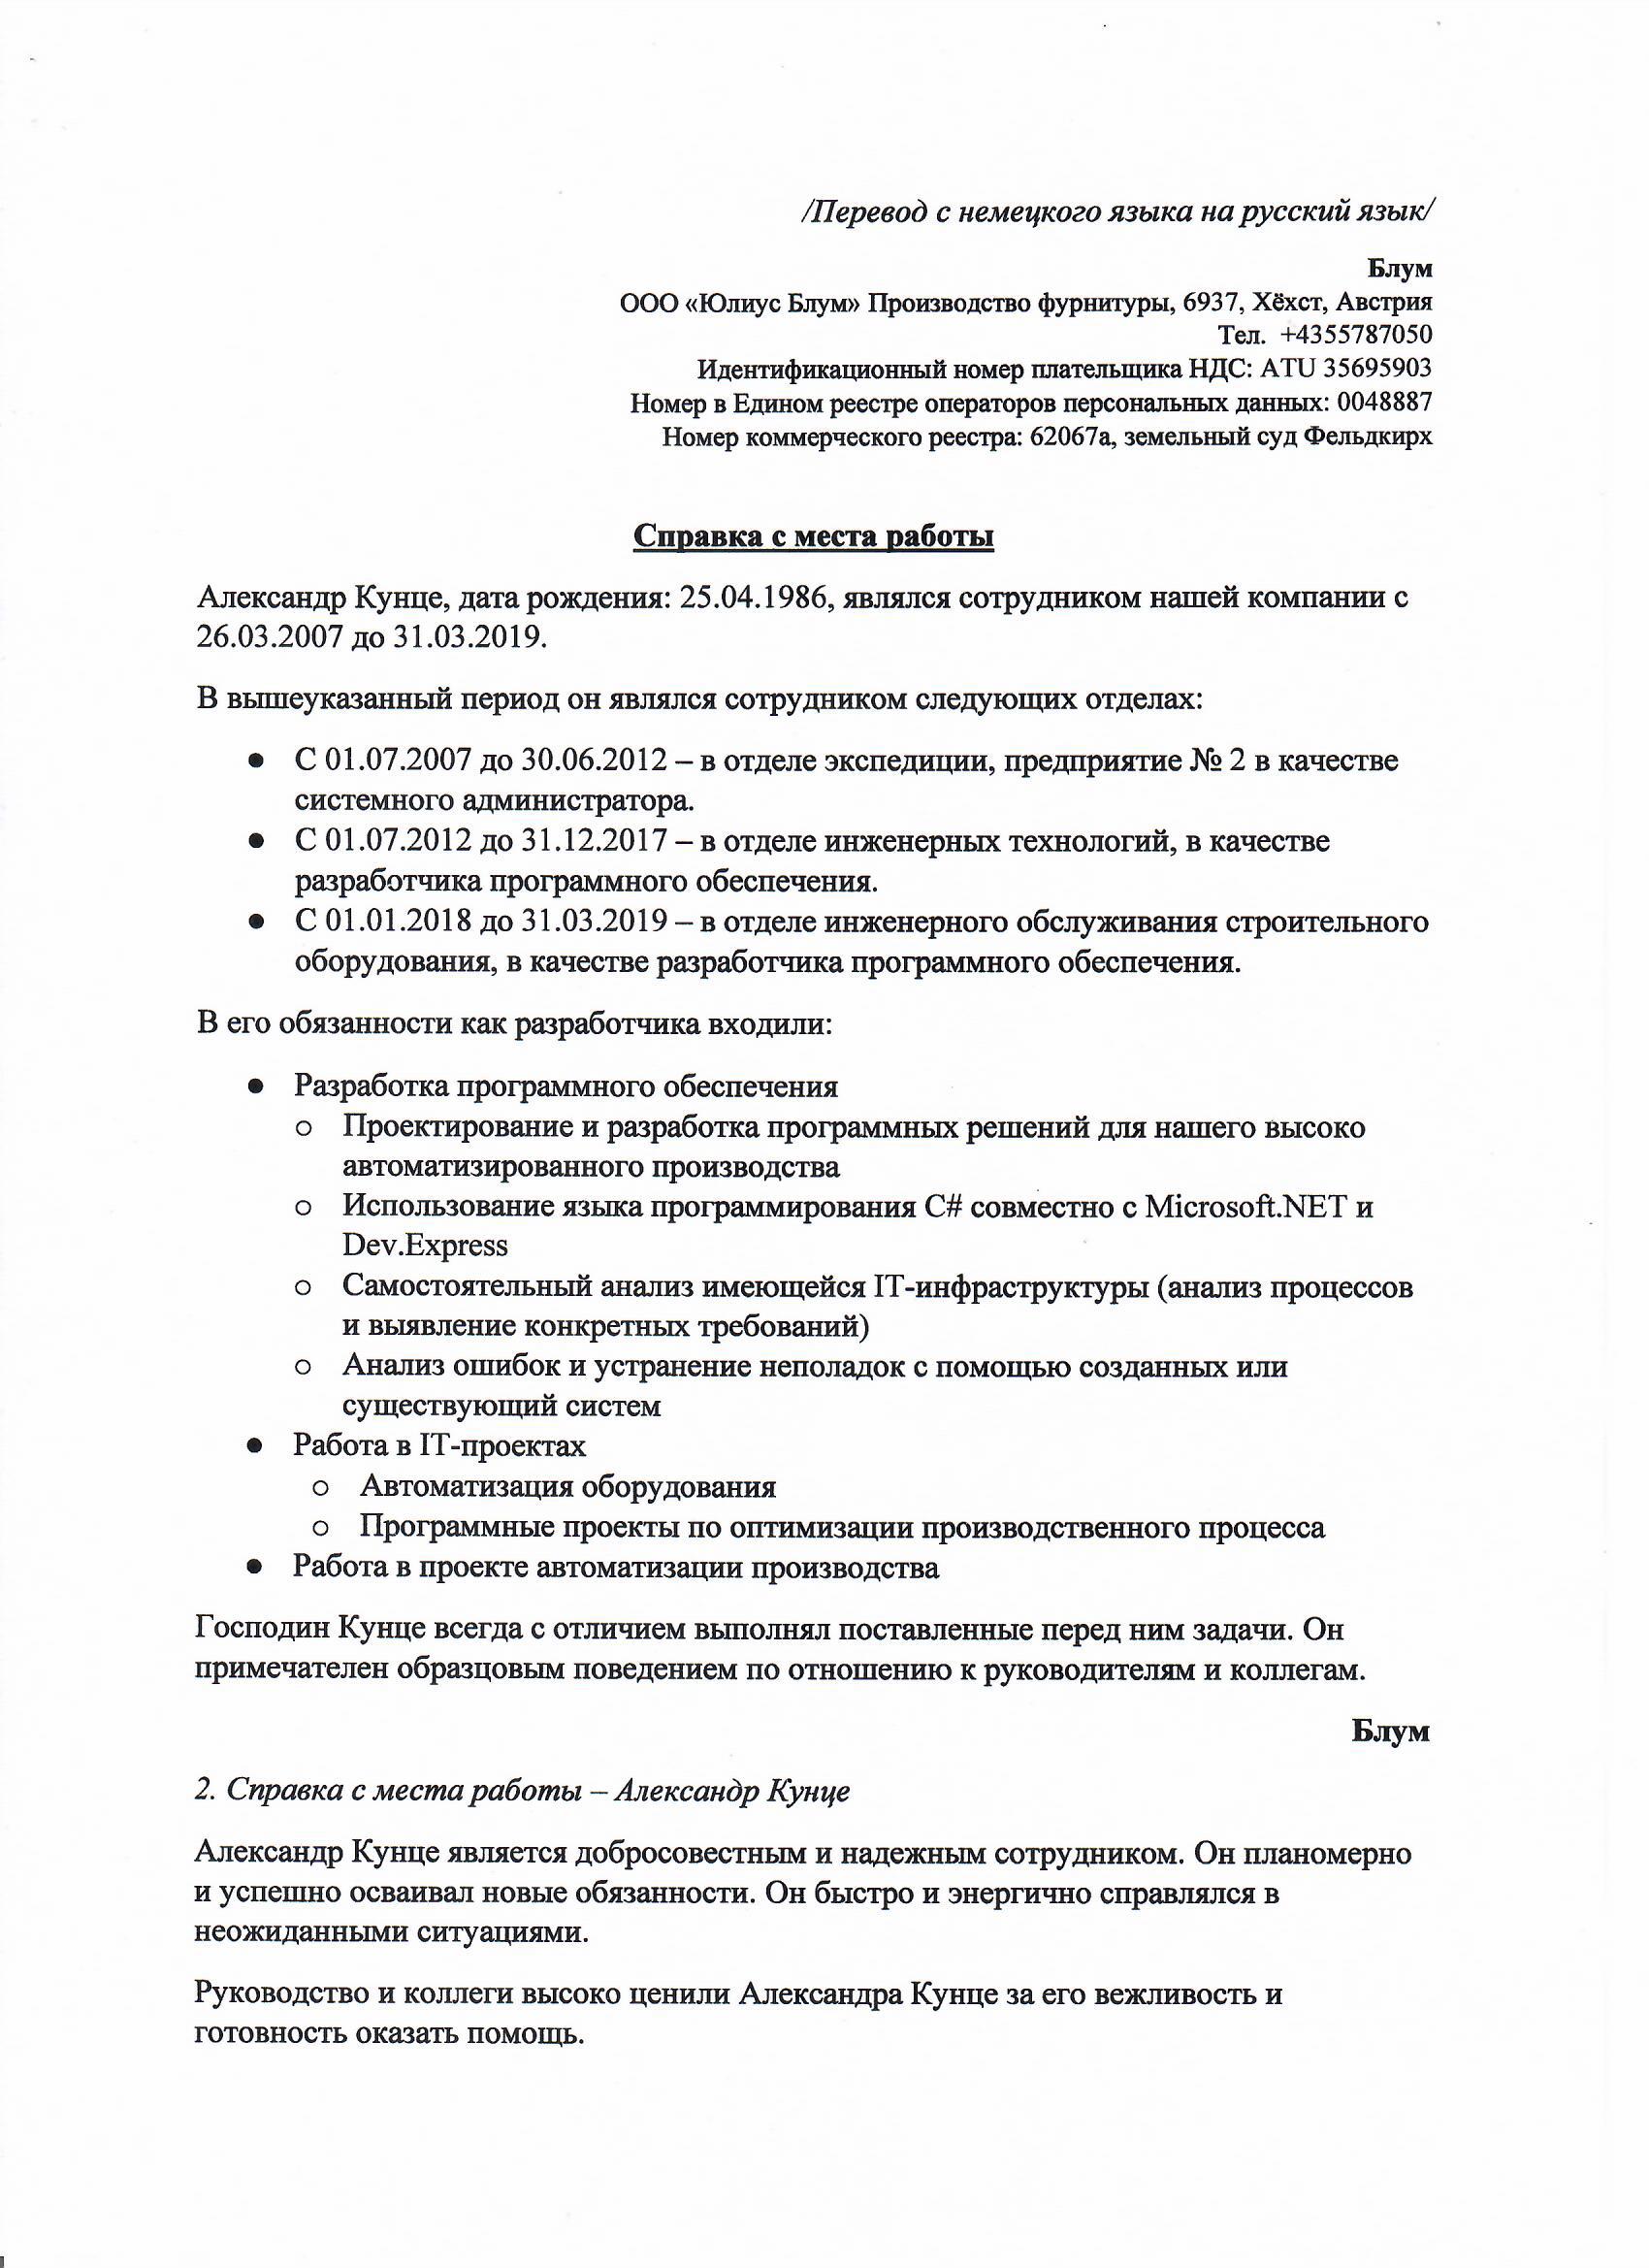 /Перевод с немецкого языка на русский язык/
Блум
ООО «Юлиус Блум» Производство фурнитуры, 6937, Хёхст, Австрия
Тел. +4355787050
Идентификационный номер плательщика НДС: ATU 35695903
Номер в Едином реестре операторов персональных данных: 0048887
Номер коммерческого реестра: 62067а, земельный суд Фельдкирх
Справка с места работы
Александр Кунце, дата рождения: 25.04.1986, являлся сотрудником нашей компании с
26.03.2007 до 31.03.2019.
В вышеуказанный период он являлся сотрудником следующих отделах:
● С 01.07.2007 до 30.06.2012 – в отделе экспедиции, предприятие № 2 в качестве
системного администратора.
● С 01.07.2012 до 31.12.2017 – в отделе инженерных технологий, в качестве
разработчика программного обеспечения.
● С 01.01.2018 до 31.03.2019 – в отделе инженерного обслуживания строительного
оборудования, в качестве разработчика программного обеспечения.
В его обязанности как разработчика входили:
● Разработка программного обеспечения
○ Проектирование и разработка программных решений для нашего высоко
автоматизированного производства
○ Использование языка программирования C# совместно с Microsoft.NET и
Dev.Express
○ Самостоятельный анализ имеющейся IT-инфраструктуры (анализ процессов
и выявление конкретных требований)
○ Анализ ошибок и устранение неполадок с помощью созданных или
существующий систем
● Работа в IT-проектах
○ Автоматизация оборудования
○ Программные проекты по оптимизации производственного процесса
● Работа в проекте автоматизации производства
Господин Кунце всегда с отличием выполнял поставленные перед ним задачи. Он
примечателен образцовым поведением по отношению к руководителям и коллегам.
Блум
2. Справка с места работы – Александр Кунце
Александр Кунце является добросовестным и надежным сотрудником. Он планомерно
и успешно осваивал новые обязанности. Он быстро и энергично справлялся в
неожиданными ситуациями.
Руководство и коллеги высоко ценили Александра Кунце за его вежливость и
готовность оказать помощь.